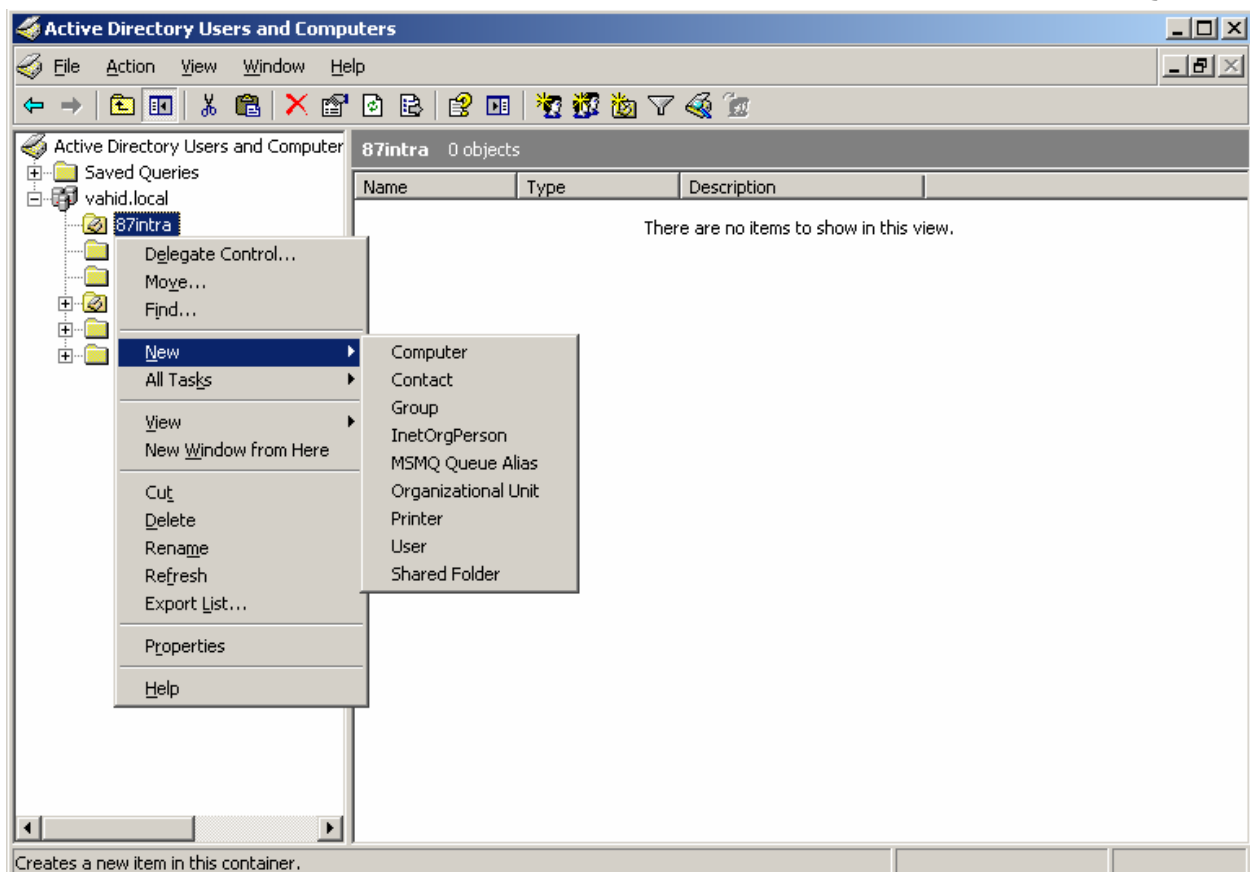 Active Directory Users and Computers
File Action View Window Help
Active Directory Users and Computer
Saved Queries
vahid.local
87intra
87intra 0 objects
Name Type Description
There are no items to show in this view.
Delegate Control...
Move...
Find...
New
All Tasks
View
New Window from Here
Cut
Delete
Rename
Refresh
Export List...
Properties
Help
Computer
Contact
Group
InetOrgPerson
MSMQ Queue Alias
Organizational Unit
Printer
User
Shared Folder
Creates a new item in this container.